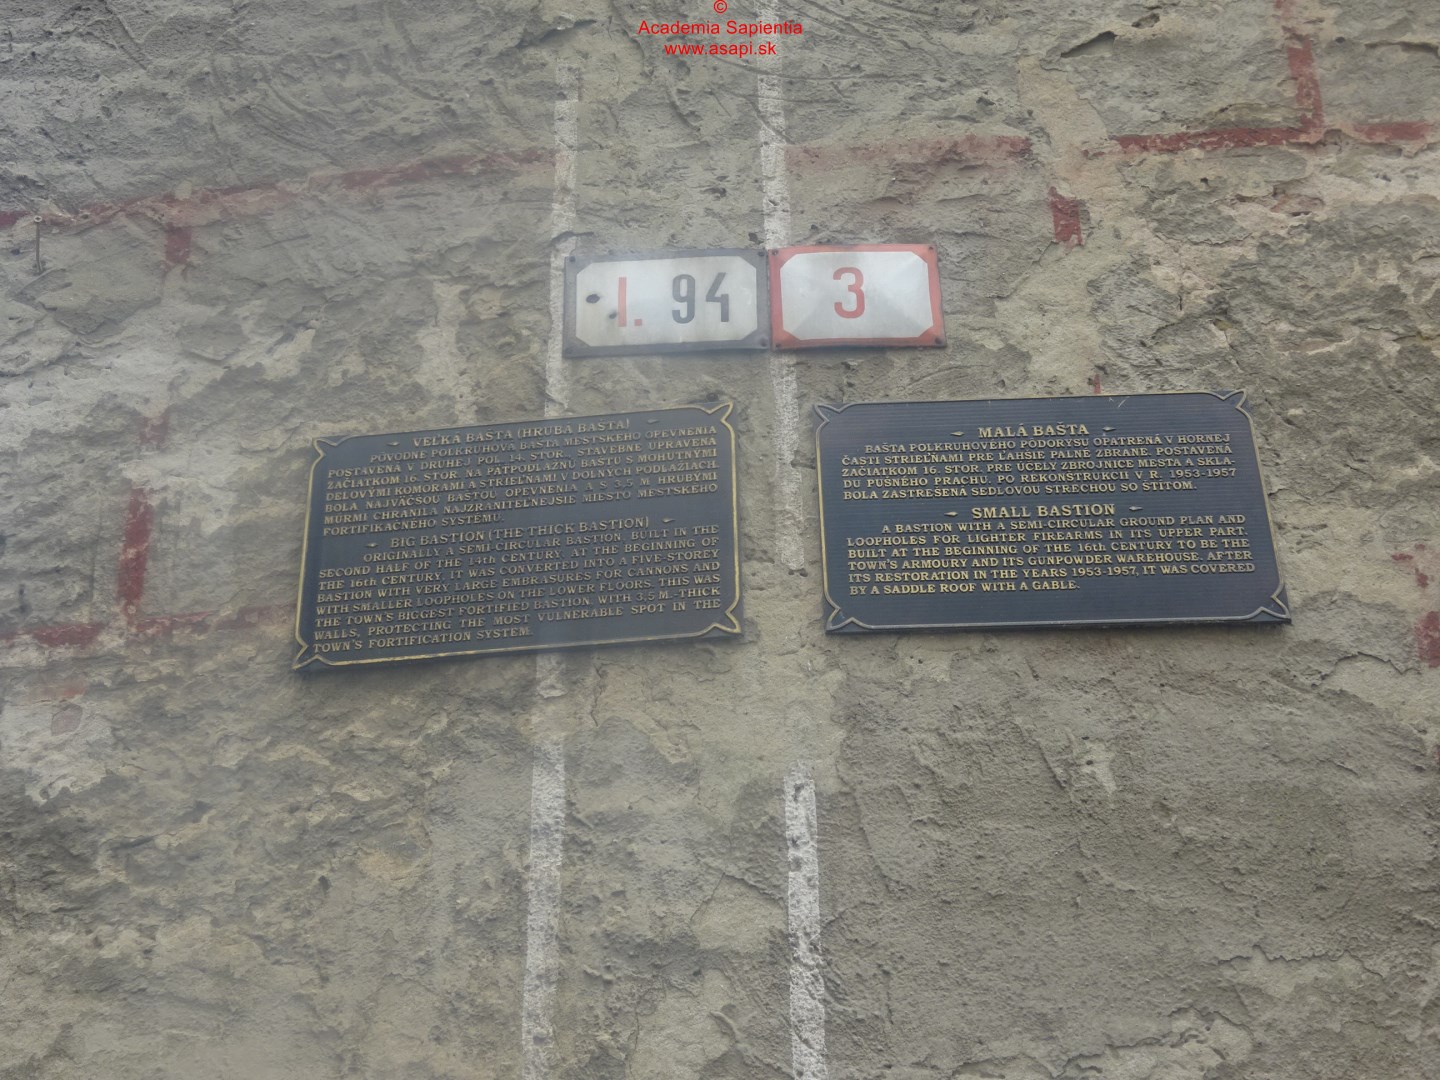 ©
Academia Sapientia
www.asapi.sk
I. 94
3
VEĽKÁ BAŠTA (HRUBÁ BAŠTA)
PÔVODNE POLKRUHOVÁ BAŠTA MESTSKÉHO OPEVNENIA
POSTAVENÁ V DRUHEJ POL. 14. STOR., STAVEBNE UPRAVENÁ
ZAČIATKOM 16. STOR. NA PÄŤPODLAŽNÚ BAŠTU S MOHUTNÝMI
DELOVÝMI KOMORAMI A STRIEĽŇAMI V DOLNÝCH PODLAŽIACH.
BOLA NAJVÄČŠOU BAŠTOU OPEVNENIA A S 3,5 M HRUBÝMI
MÚRMI CHRÁNILA NAJZRANITEĽNEJŠIE MIESTO MESTSKÉHO
FORTIFIKAČNÉHO SYSTÉMU.
BIG BASTION (THE THICK BASTION)
ORIGINALLY A SEMI-CIRCULAR BASTION, BUILT IN THE
SECOND HALF OF THE 14th CENTURY. AT THE BEGINNING OF
THE 16th CENTURY, IT WAS CONVERTED INTO A FIVE-STOREY
BASTION WITH VERY LARGE EMBRASURES FOR CANNONS AND
WITH SMALLER LOOPHOLES ON THE LOWER FLOORS. THIS WAS
THE TOWN'S BIGGEST FORTIFIED BASTION WITH 3,5 M.-THICK
WALLS, PROTECTING THE MOST VULNERABLE SPOT IN THE
TOWN'S FORTIFICATION SYSTEM.
MALÁ BAŠTA
BAŠTA POLKRUHOVÉHO PÔDORYSU OPATRENÁ V HORNEJ
ČASTI STRIEĽŇAMI PRE ĽAHŠIE PALNÉ ZBRANE. POSTAVENÁ
ZAČIATKOM 16. STOR. PRE ÚČELY ZBROJNICE MESTA A SKLA-
DU PUŠNÉHO PRACHU. PO REKONŠTRUKCII V R. 1953-1957
BOLA ZASTREŠENÁ SEDLOVOU STRECHOU SO ŠTÍTOM.
SMALL BASTION
A BASTION WITH A SEMI-CIRCULAR GROUND PLAN AND
LOOPHOLES FOR LIGHTER FIREARMS IN ITS UPPER PART.
BUILT AT THE BEGINNING OF THE 16th CENTURY TO BE THE
TOWN'S ARMOURY AND ITS GUNPOWDER WAREHOUSE. AFTER
ITS RESTORATION IN THE YEARS 1953-1957, IT WAS COVERED
BY A SADDLE ROOF WITH A GABLE.